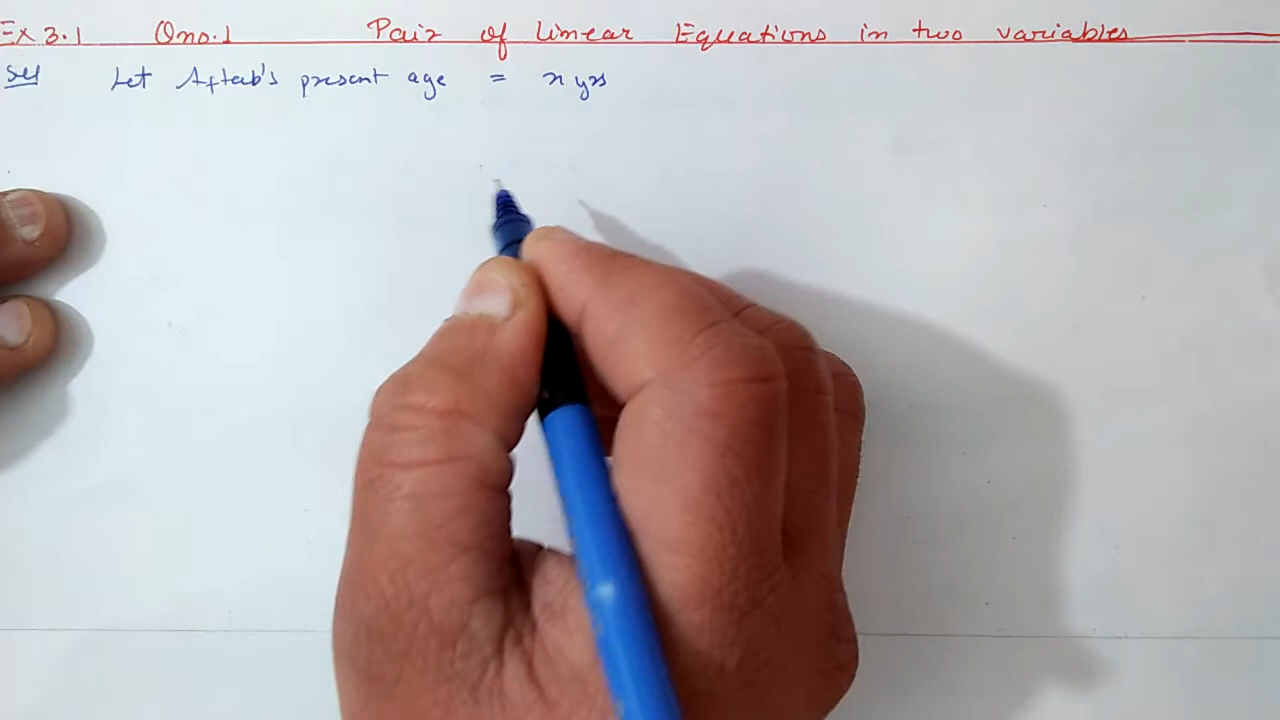 Ex 3.1 Qno.1 Pair of Linear Equations in two variables
Sol Let Aftab's present age = x yrs